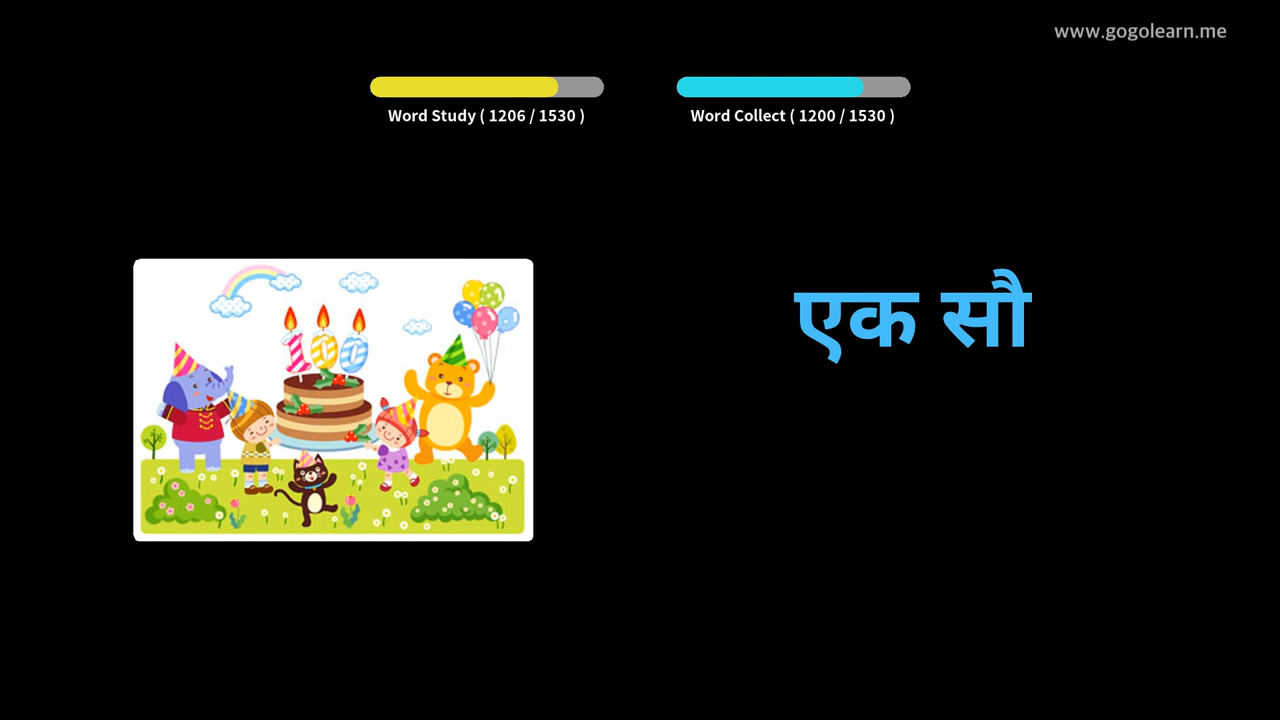 www.gogolearn.me
Word Study ( 1206 / 1530 )
Word Collect ( 1200 / 1530 )
100
एक सौ